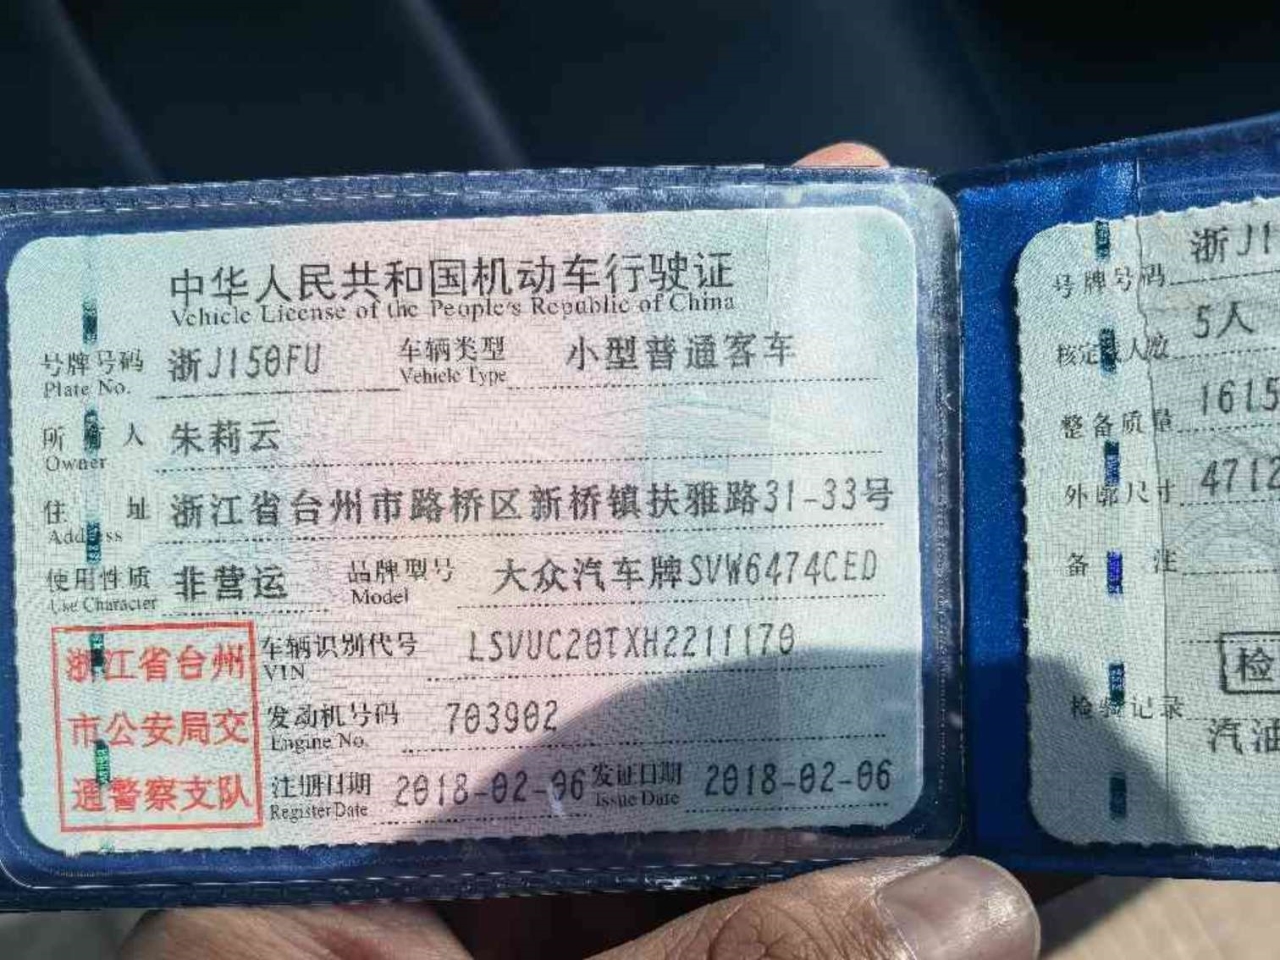 中华人民共和国机动车行驶证
Vehicle License of the People's Republic of China
号牌号码 浙J150FU 车辆类型 小型普通客车
Plate No. Vehicle Type
所有人 朱莉云
Owner
住址 浙江省台州市路桥区新桥镇扶雅路31-33号
Address
使用性质 非营运 品牌型号 大众汽车牌SVW6474CED
Use Character Model
浙江省台州
市公安局交
通警察支队
车辆识别代号 LSVUC20TXH2211170
VIN
发动机号码 703902
Engine No.
注册日期 2018-02-06 发证日期 2018-02-06
Register Date Issue Date
号牌号码 浙J1
核定人数 5人
整备质量 1615
外廓尺寸 4712
备注
检
检验记录
汽油